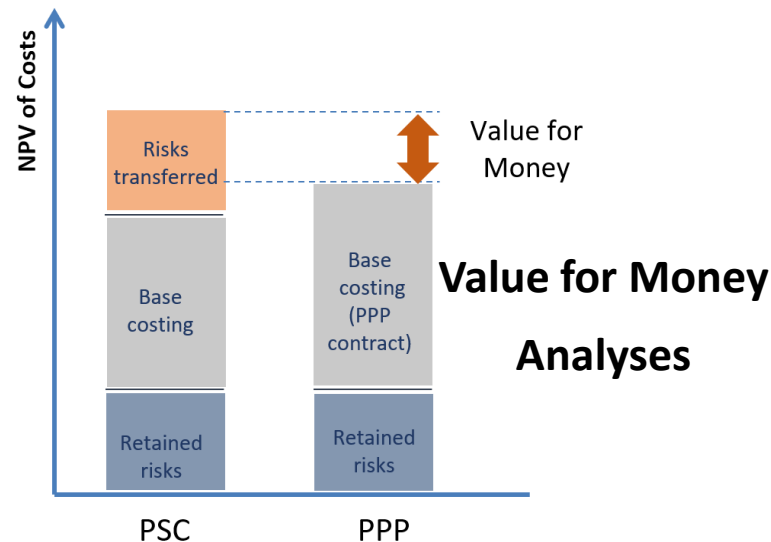 NPV of Costs
Risks
transferred
Base
costing
Retained
risks
Base
costing
(PPP
contract)
Retained
risks
Value for
Money
Value for Money
Analyses
PSC
PPP